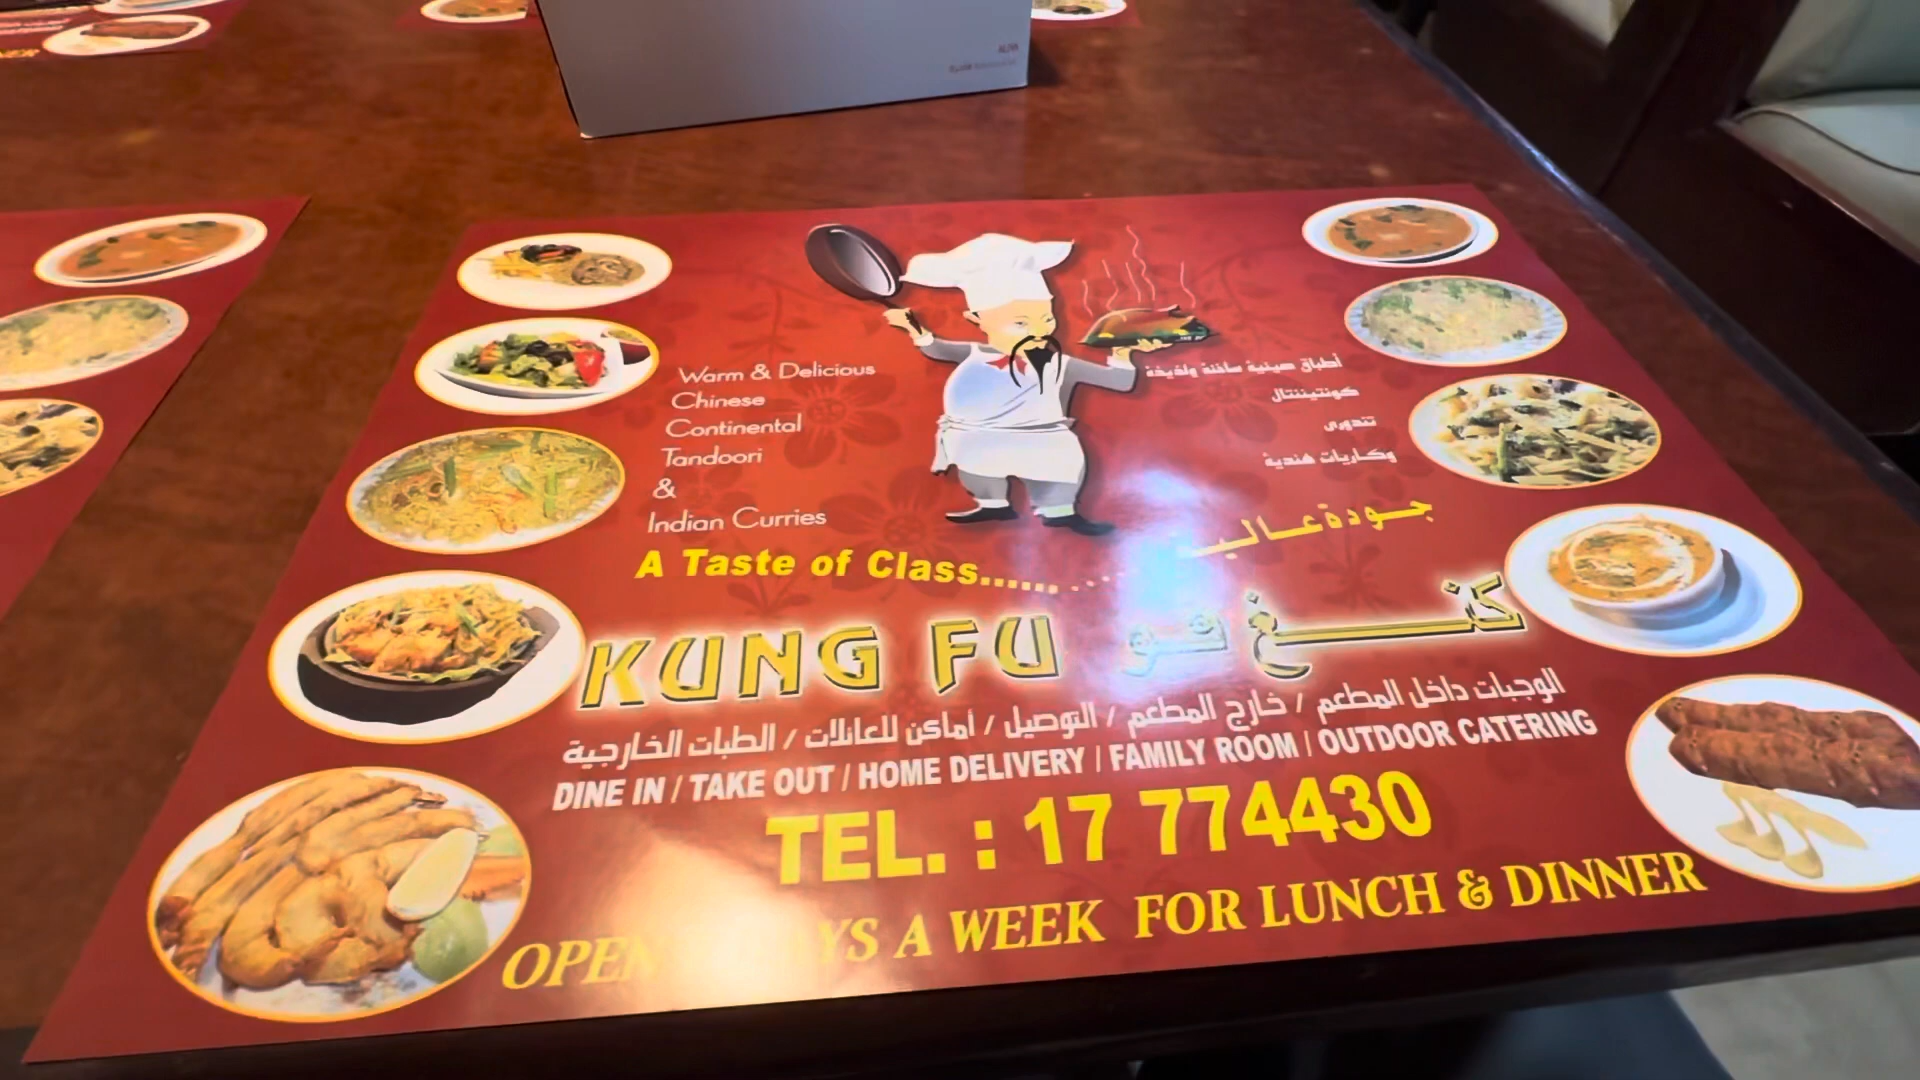 Warm & Delicious
Chinese
Continental
Tandoori
&
Indian Curries
أطباق صينية ساخنة ولذيذة
كونتيننتال
تندورى
وكاريات هندية
A Taste of Class......
جودة عالية
KUNG FU
كنغ فو
الوجبات داخل المطعم / خارج المطعم / التوصيل / أماكن للعائلات / الطلبات الخارجية
DINE IN / TAKE OUT / HOME DELIVERY / FAMILY ROOM / OUTDOOR CATERING
TEL. : 17 774430
OPEN A WEEK FOR LUNCH & DINNER